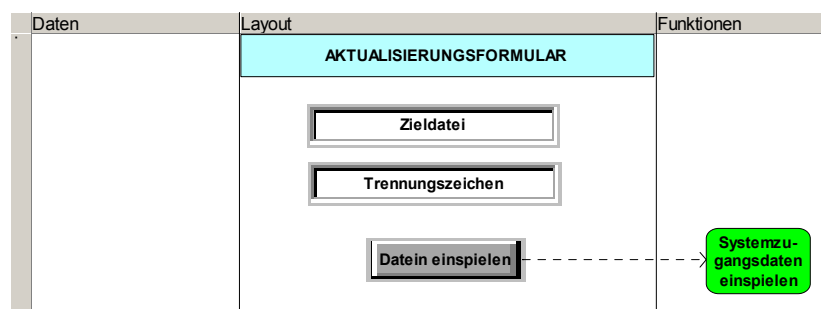 Daten Layout Funktionen
AKTUALISIERUNGSFORMULAR
Zieldatei
Trennungszeichen
Datein einspielen
Systemzu-
gangsdaten
einspielen